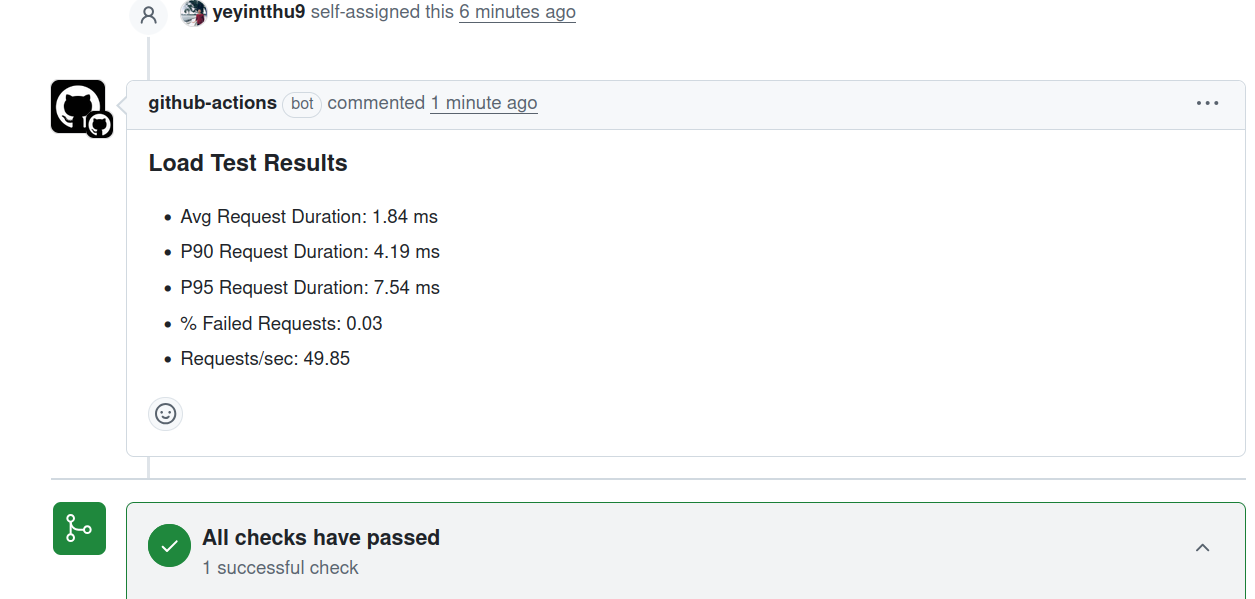 yeyintthu9 self-assigned this 6 minutes ago
github-actions bot commented 1 minute ago
Load Test Results
• Avg Request Duration: 1.84 ms
• P90 Request Duration: 4.19 ms
• P95 Request Duration: 7.54 ms
• % Failed Requests: 0.03
• Requests/sec: 49.85
All checks have passed
1 successful check